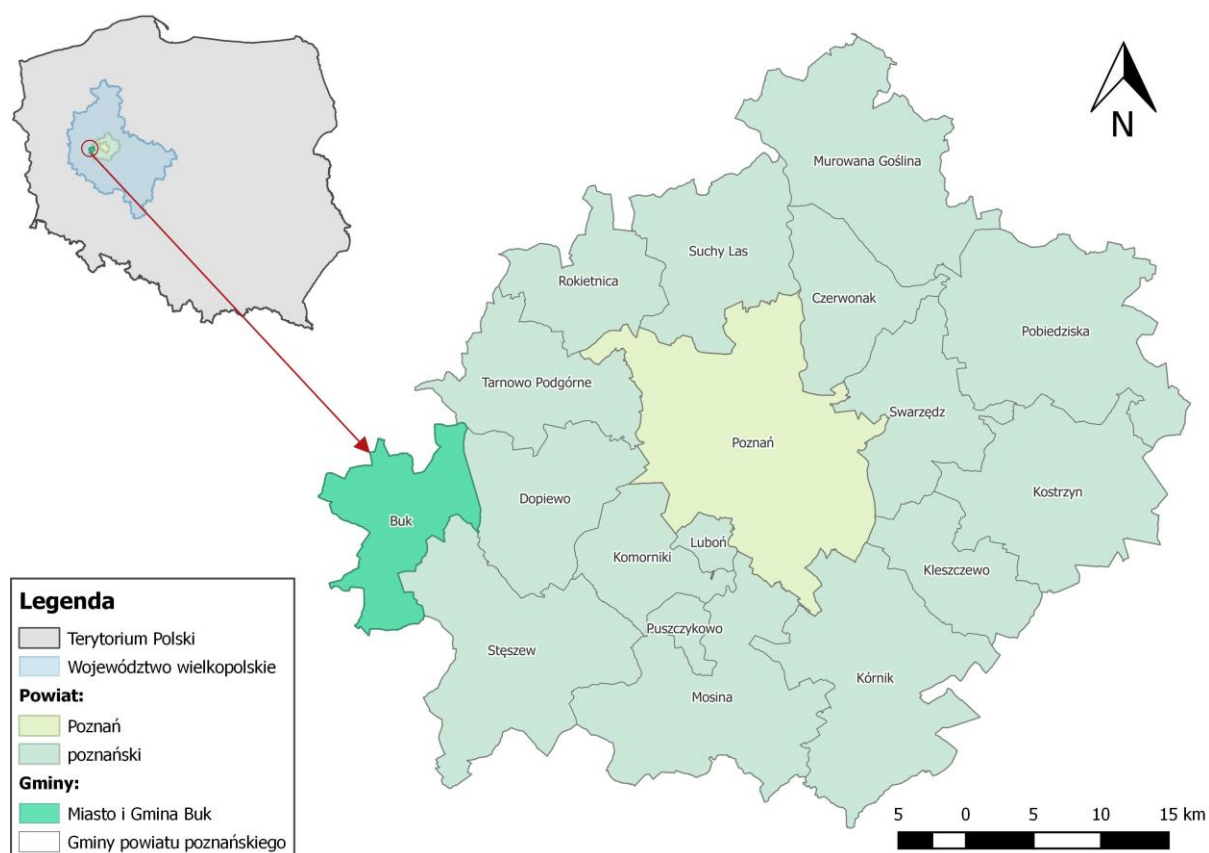 N
Murowana Goślina
Suchy Las
Rokietnica
Czerwonak
Pobiedziska
Tarnowo Podgórne
Swarzędz
Poznań
Kostrzyn
Dopiewo
Buk
Luboń
Komorniki
Kleszczewo
Puszczykowo
Stęszew
Kórnik
Mosina
Legenda
Terytorium Polski
Województwo wielkopolskie
Powiat:
Poznań
poznański
Gminy:
Miasto i Gmina Buk
Gminy powiatu poznańskiego
5 0 5 10 15 km